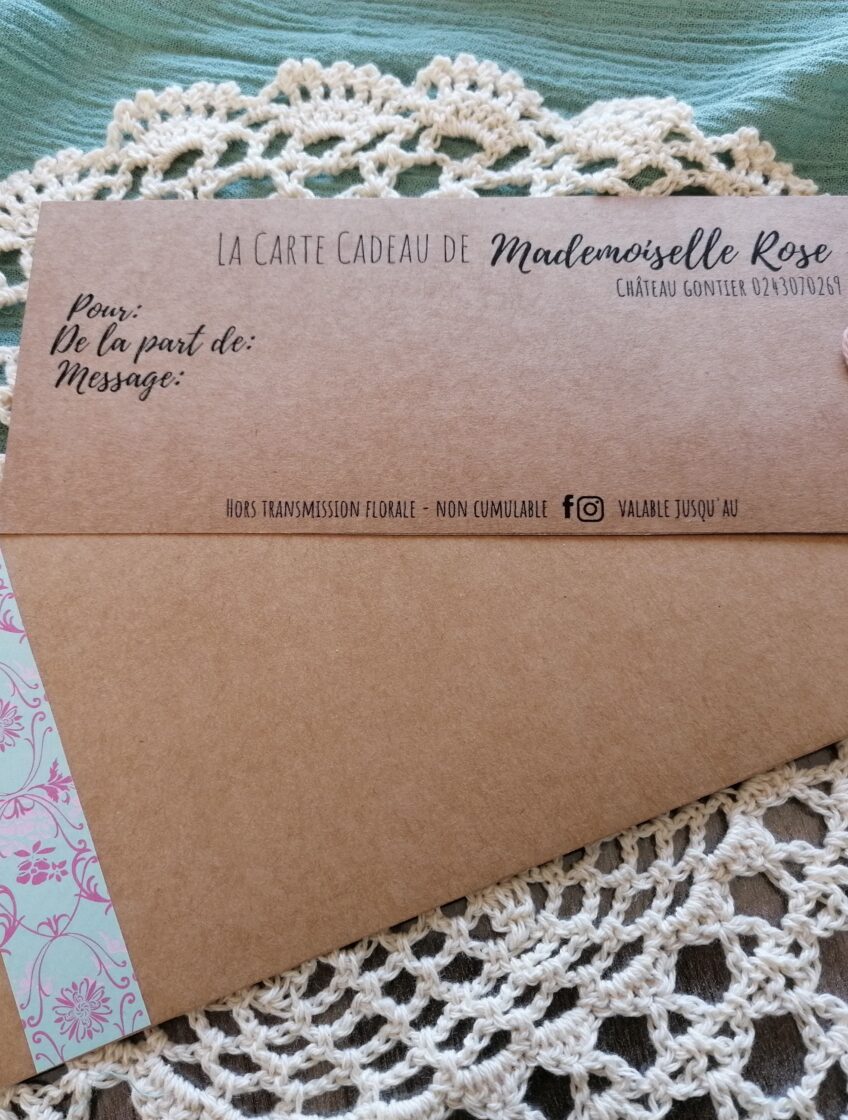 La Carte Cadeau de Mademoiselle Rose
Château Gontier 0243070269
Pour:
De la part de:
Message:
Hors transmission florale - non cumulable f valable jusqu'au